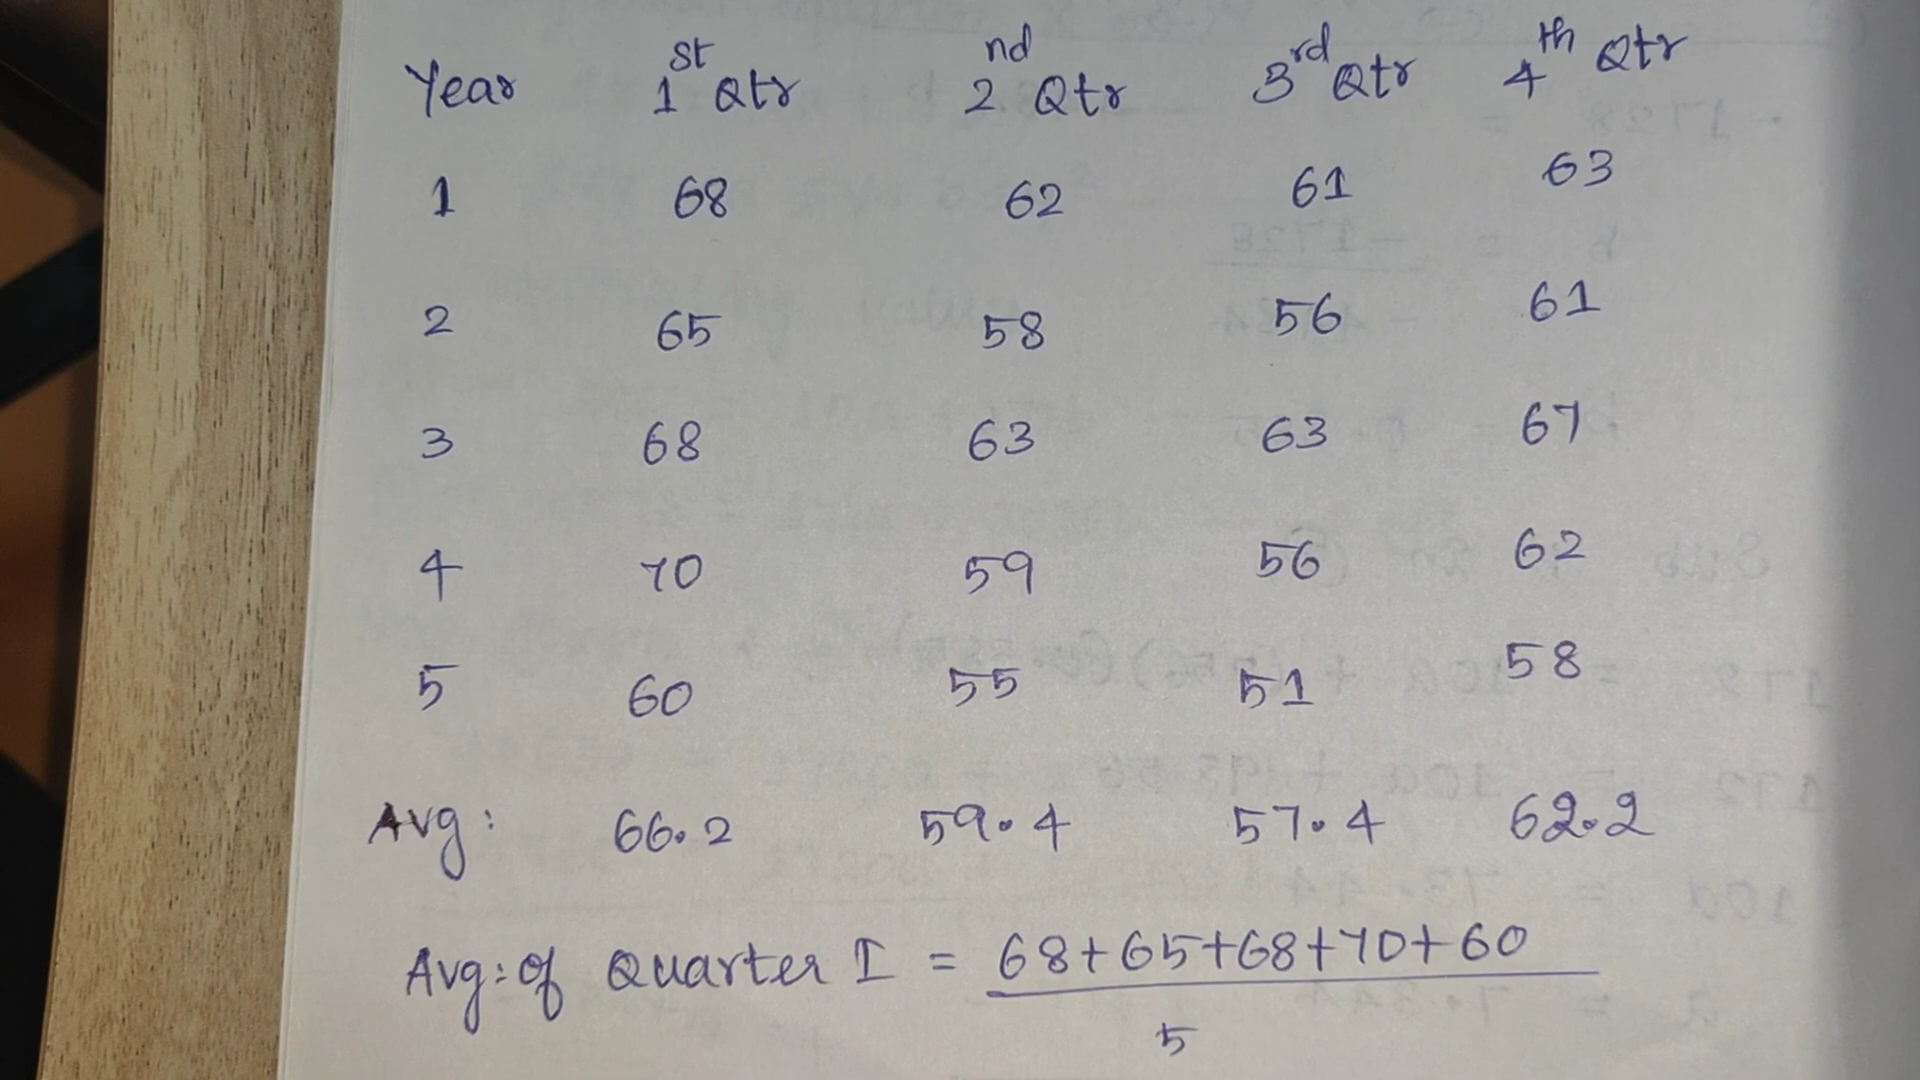 Year 1st Qtr 2nd Qtr 3rd Qtr 4th Qtr
1 68 62 61 63
2 65 58 56 61
3 68 63 63 67
4 70 59 56 62
5 60 55 51 58
Avg: 66.2 59.4 57.4 62.2
Avg: of Quarter I = 68+65+68+70+60
5